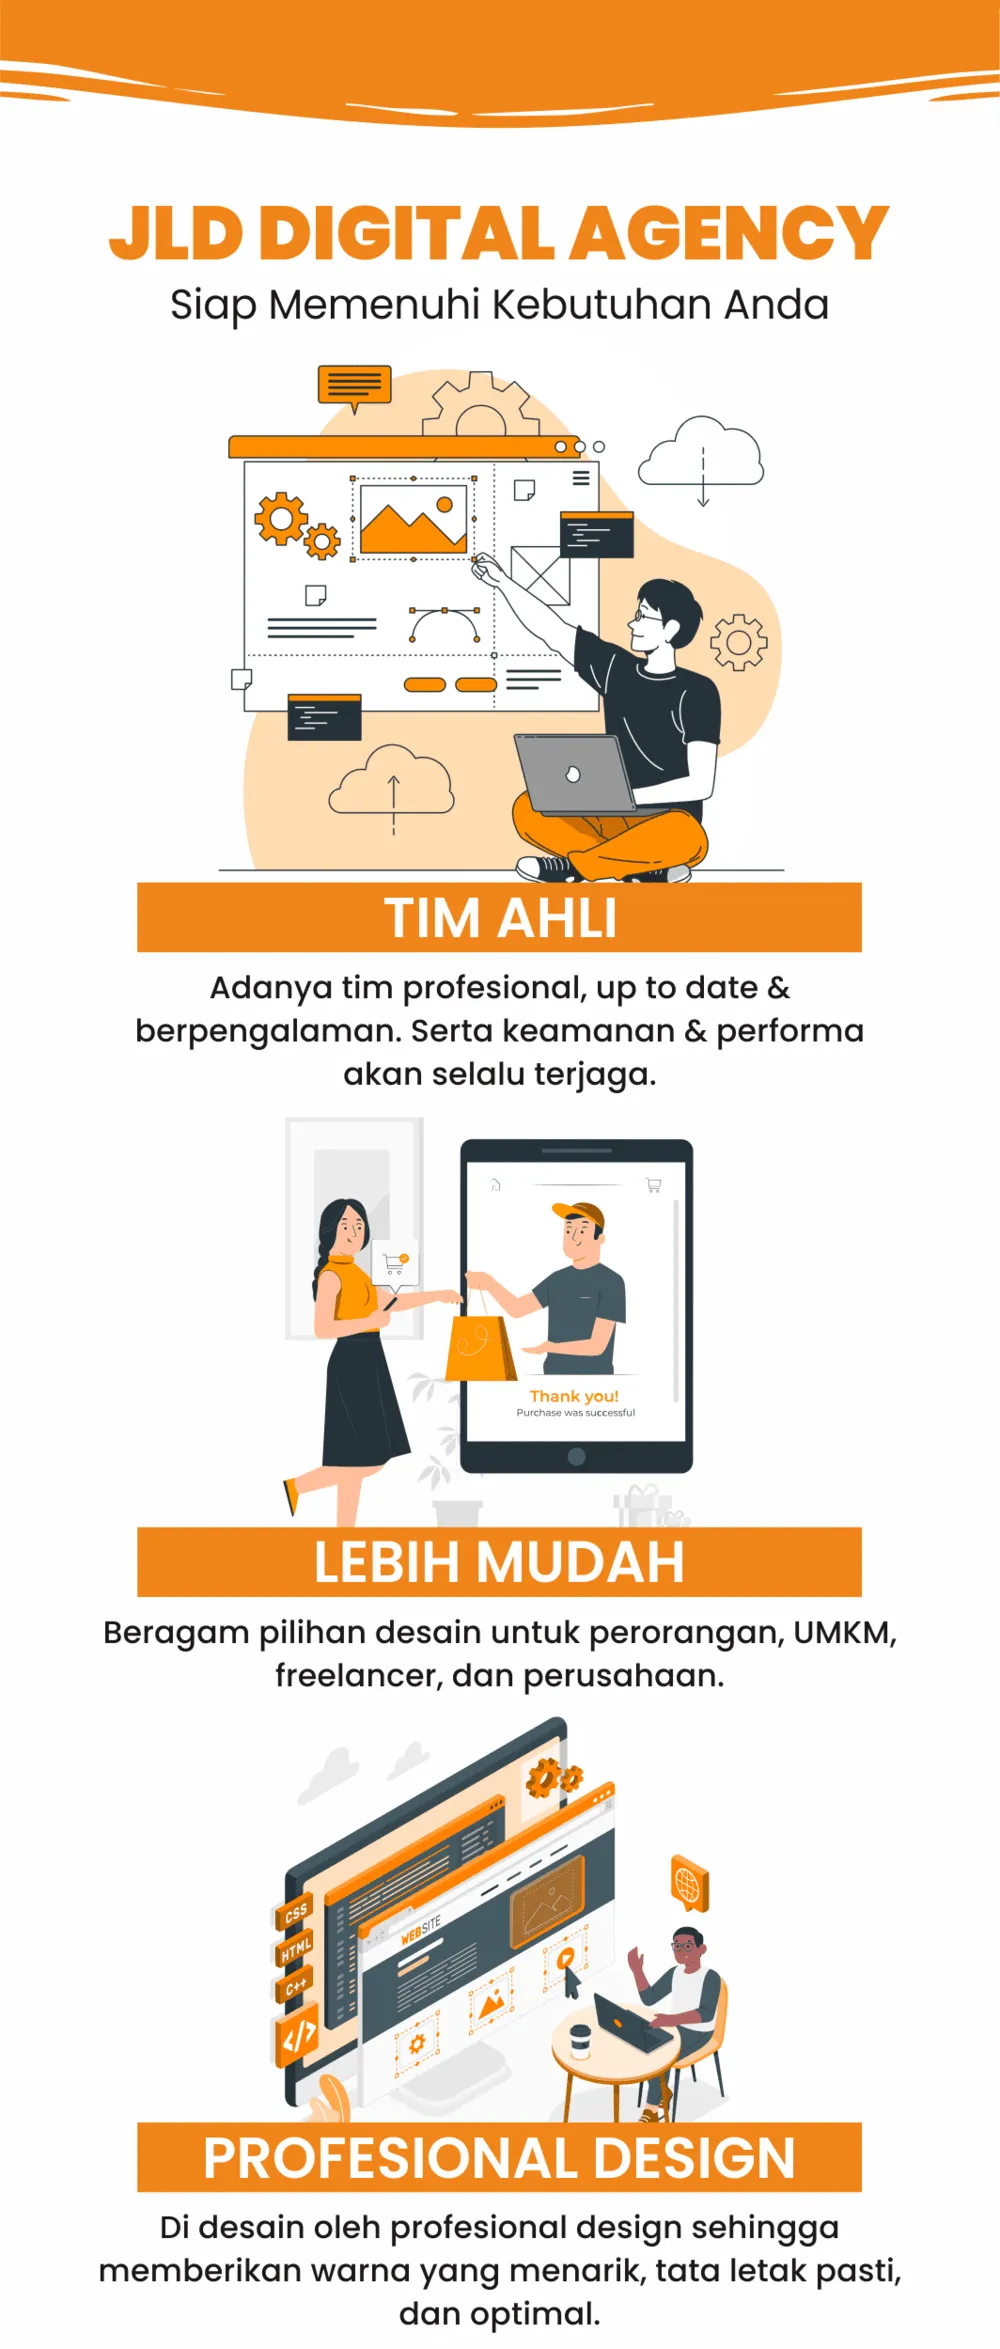 JLD DIGITAL AGENCY
Siap Memenuhi Kebutuhan Anda
TIM AHLI
Adanya tim profesional, up to date &
berpengalaman. Serta keamanan & performa
akan selalu terjaga.
Thank you!
Purchase was successful
LEBIH MUDAH
Beragam pilihan desain untuk perorangan, UMKM,
freelancer, dan perusahaan.
CSS
HTML
C++
</>
WEBSITE
PROFESIONAL DESIGN
Di desain oleh profesional design sehingga
memberikan warna yang menarik, tata letak pasti,
dan optimal.